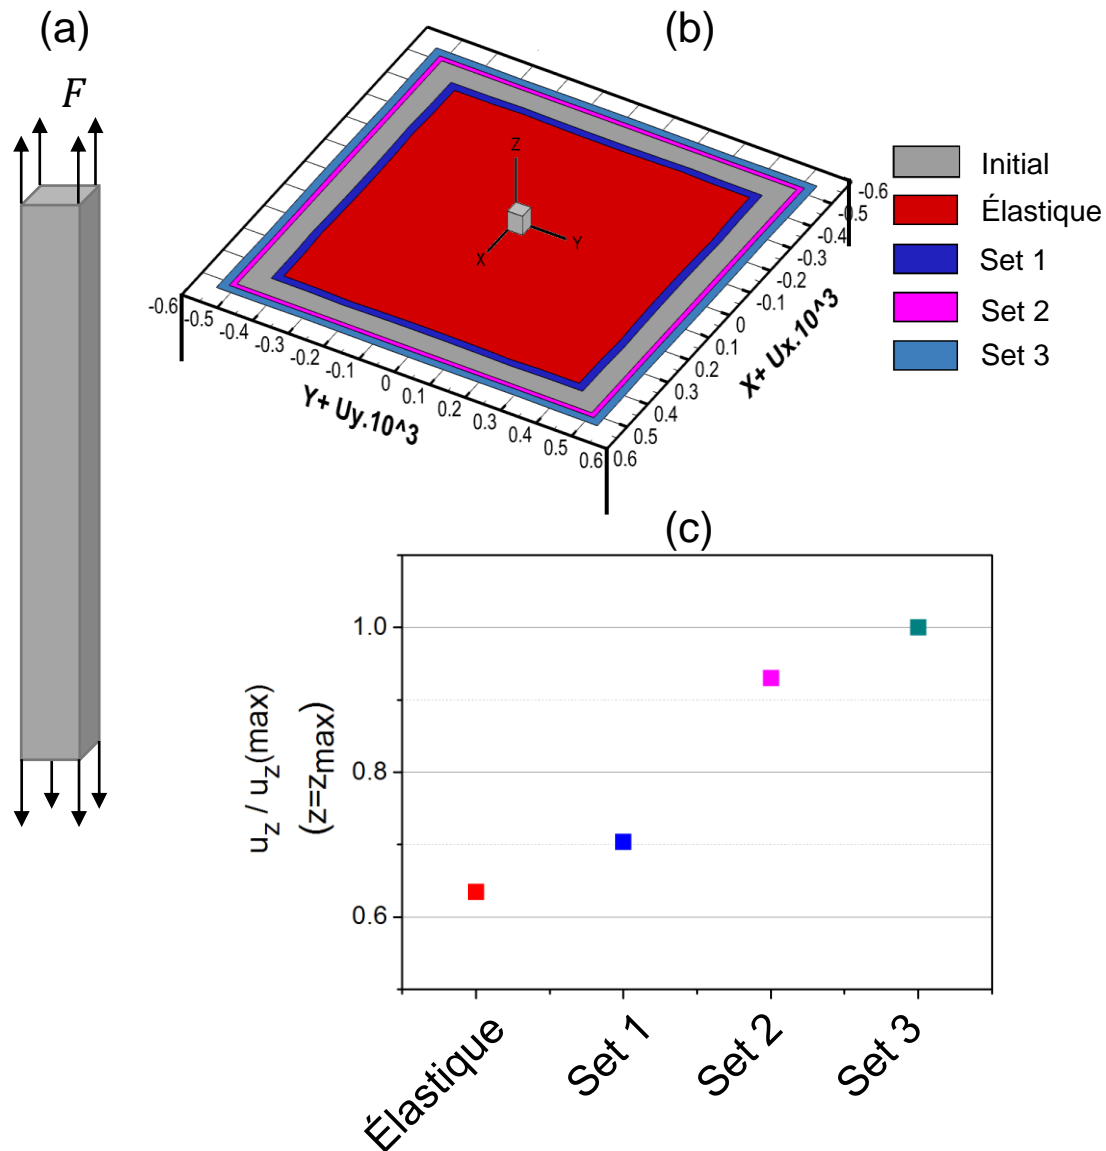 (a)
F
(b)
Z
X
Y
-0.6
-0.5
-0.4
-0.3
-0.2
-0.1
0
0.1
0.2
0.3
0.4
0.5
0.6
Y+ Uy.10^3
-0.6
-0.5
-0.4
-0.3
-0.2
-0.1
0
0.1
0.2
0.3
0.4
0.5
0.6
X+ Ux.10^3
Initial
Élastique
Set 1
Set 2
Set 3
(c)
1.0
0.8
0.6
u_z / u_z(max)
(z=z_max)
Élastique
Set 1
Set 2
Set 3